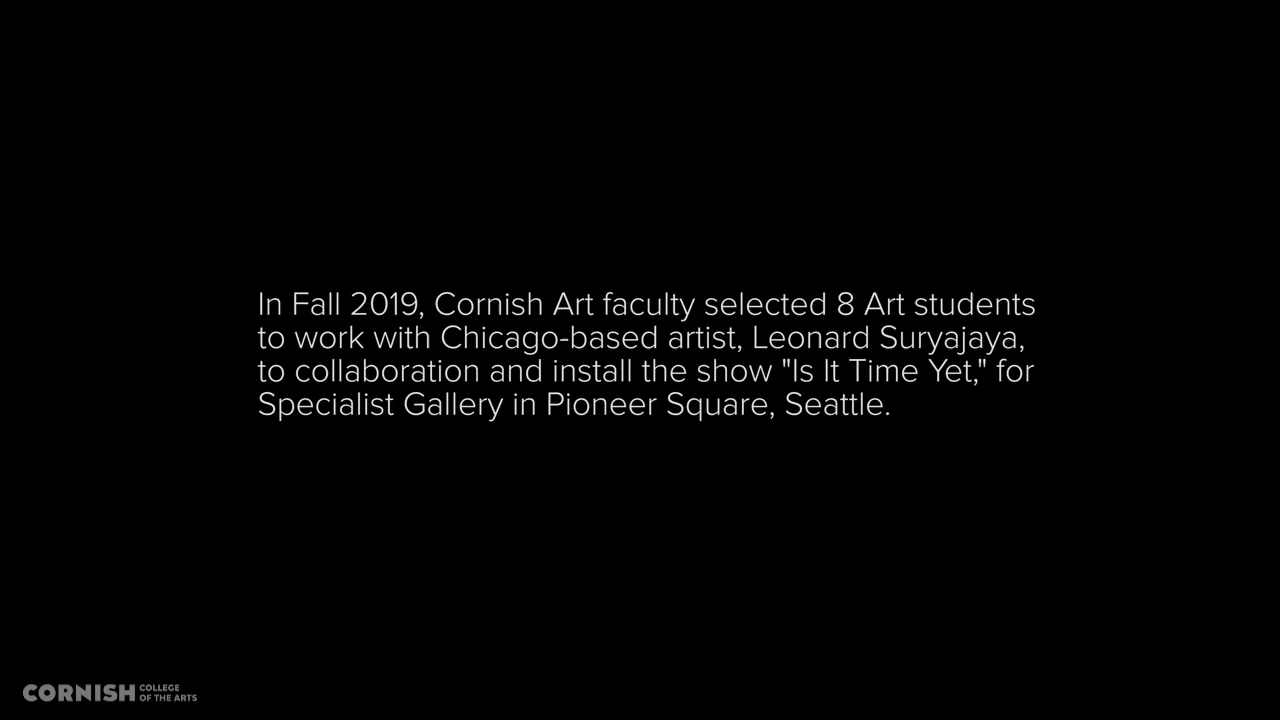 In Fall 2019, Cornish Art faculty selected 8 Art students
to work with Chicago-based artist, Leonard Suryajaya,
to collaboration and install the show "Is It Time Yet," for
Specialist Gallery in Pioneer Square, Seattle.
CORNISH COLLEGE
OF THE ARTS